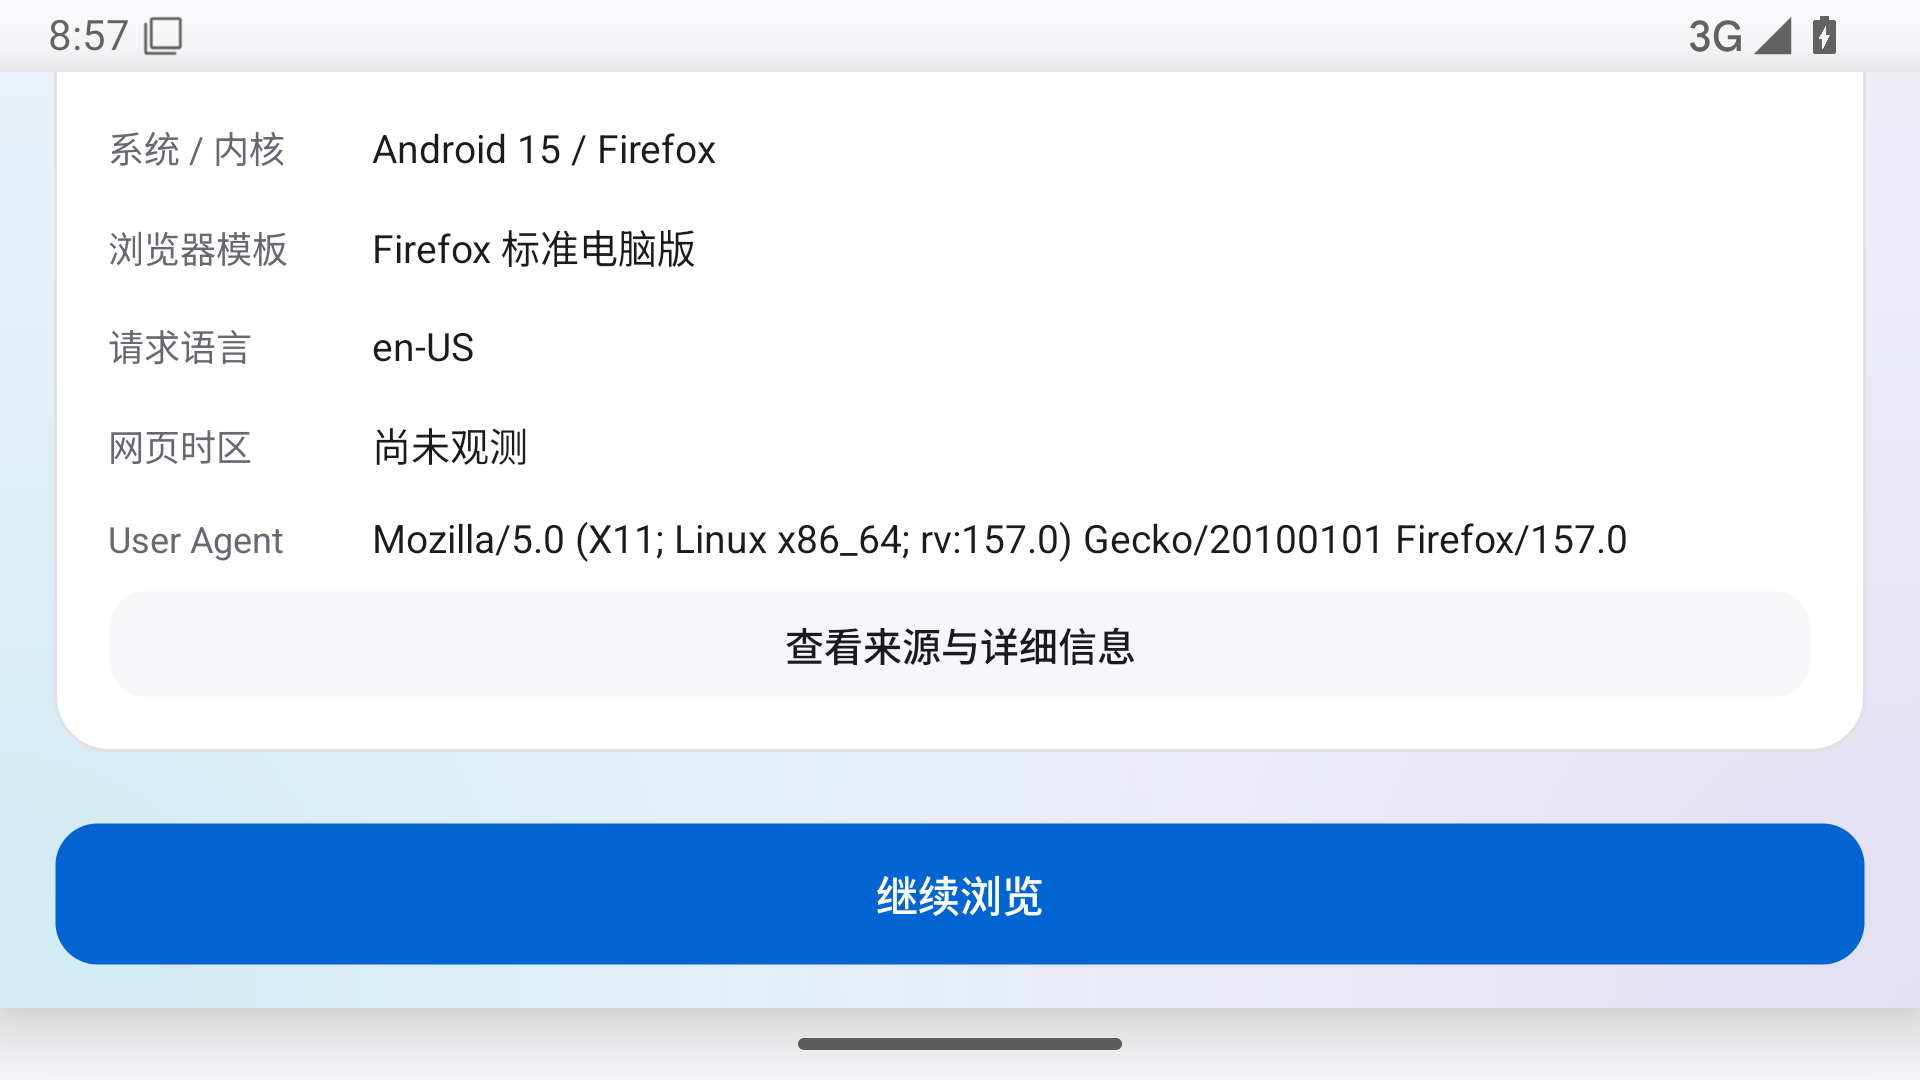 8:57 3G
系统 / 内核 Android 15 / Firefox
浏览器模板 Firefox 标准电脑版
请求语言 en-US
网页时区 尚未观测
User Agent Mozilla/5.0 (X11; Linux x86_64; rv:157.0) Gecko/20100101 Firefox/157.0
查看来源与详细信息
继续浏览